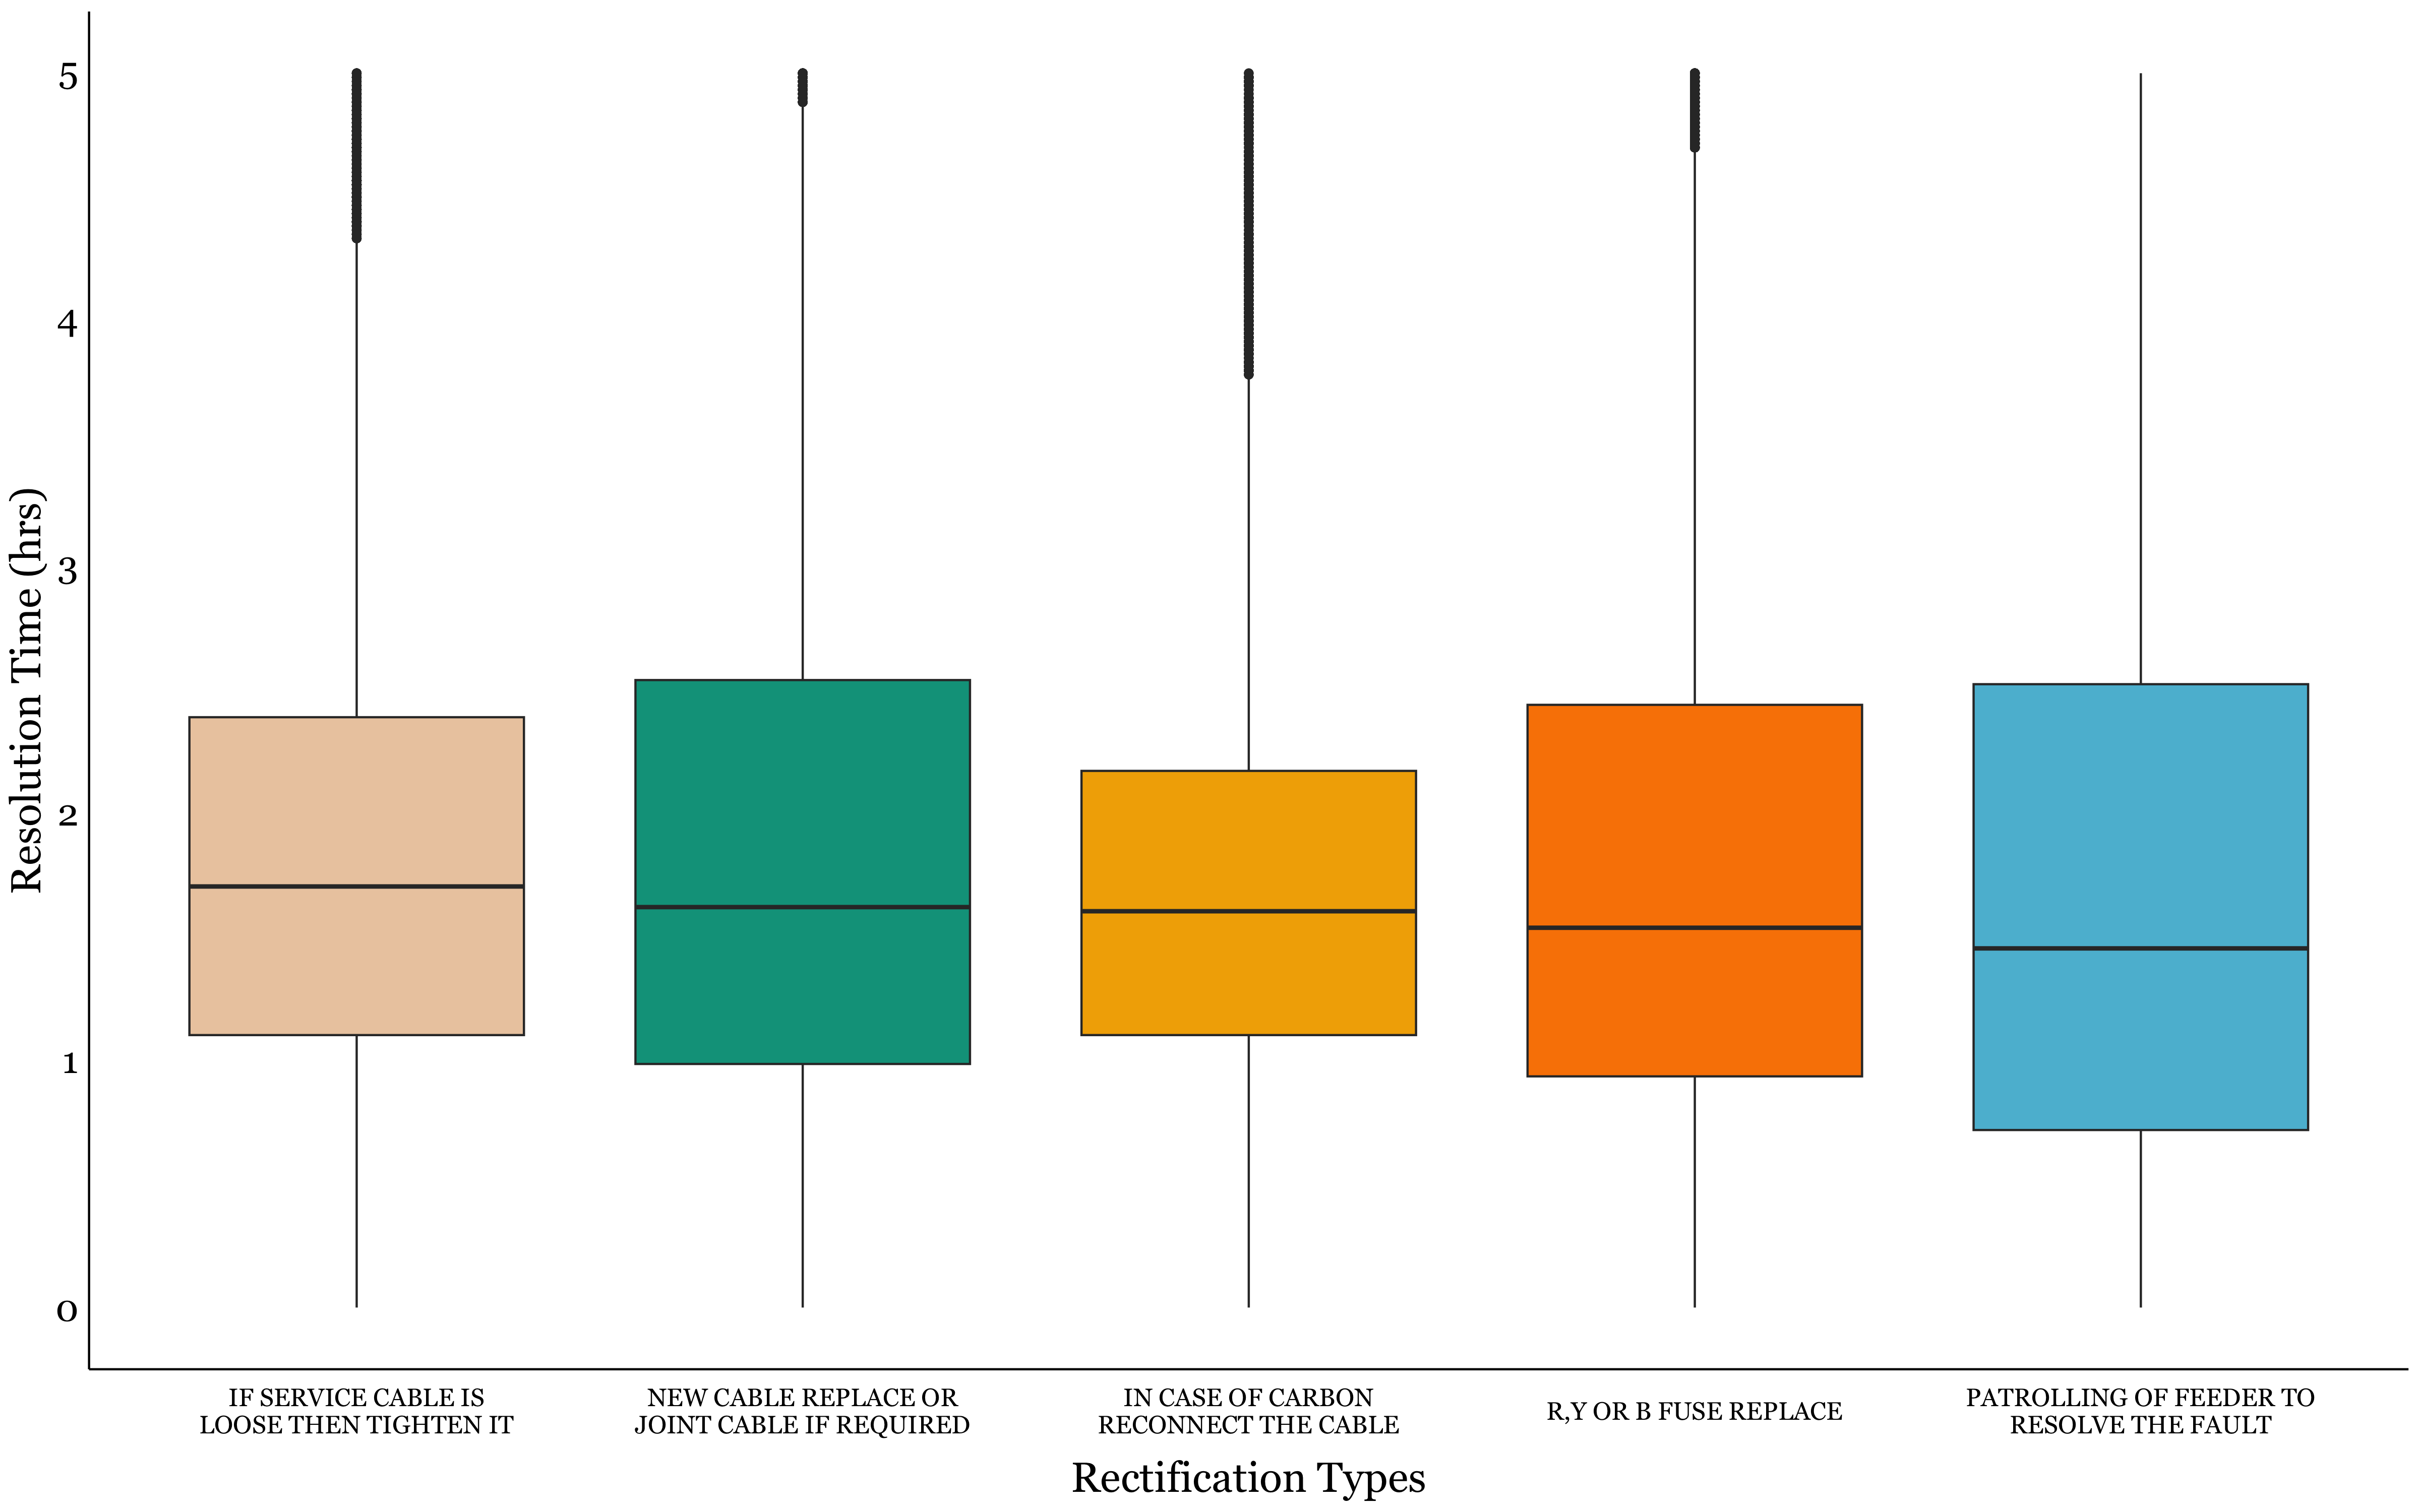 5
4
3
2
1
0
Resolution Time (hrs)
IF SERVICE CABLE IS
LOOSE THEN TIGHTEN IT
NEW CABLE REPLACE OR
JOINT CABLE IF REQUIRED
IN CASE OF CARBON
RECONNECT THE CABLE
R,Y OR B FUSE REPLACE
PATROLLING OF FEEDER TO
RESOLVE THE FAULT
Rectification Types